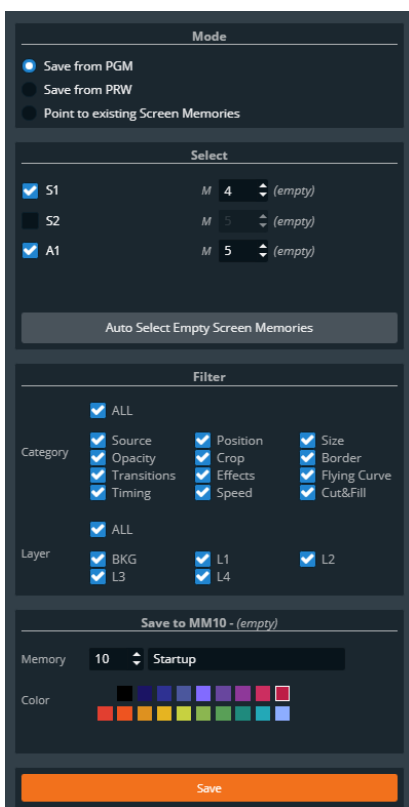 Mode
Save from PGM
Save from PRW
Point to existing Screen Memories
Select
S1 M 4 (empty)
S2 M 5 (empty)
A1 M 5 (empty)
Auto Select Empty Screen Memories
Filter
ALL
Category
Source Position Size
Opacity Crop Border
Transitions Effects Flying Curve
Timing Speed Cut&Fill
ALL
Layer
BKG L1 L2
L3 L4
Save to MM10 - (empty)
Memory 10 Startup
Color
Save